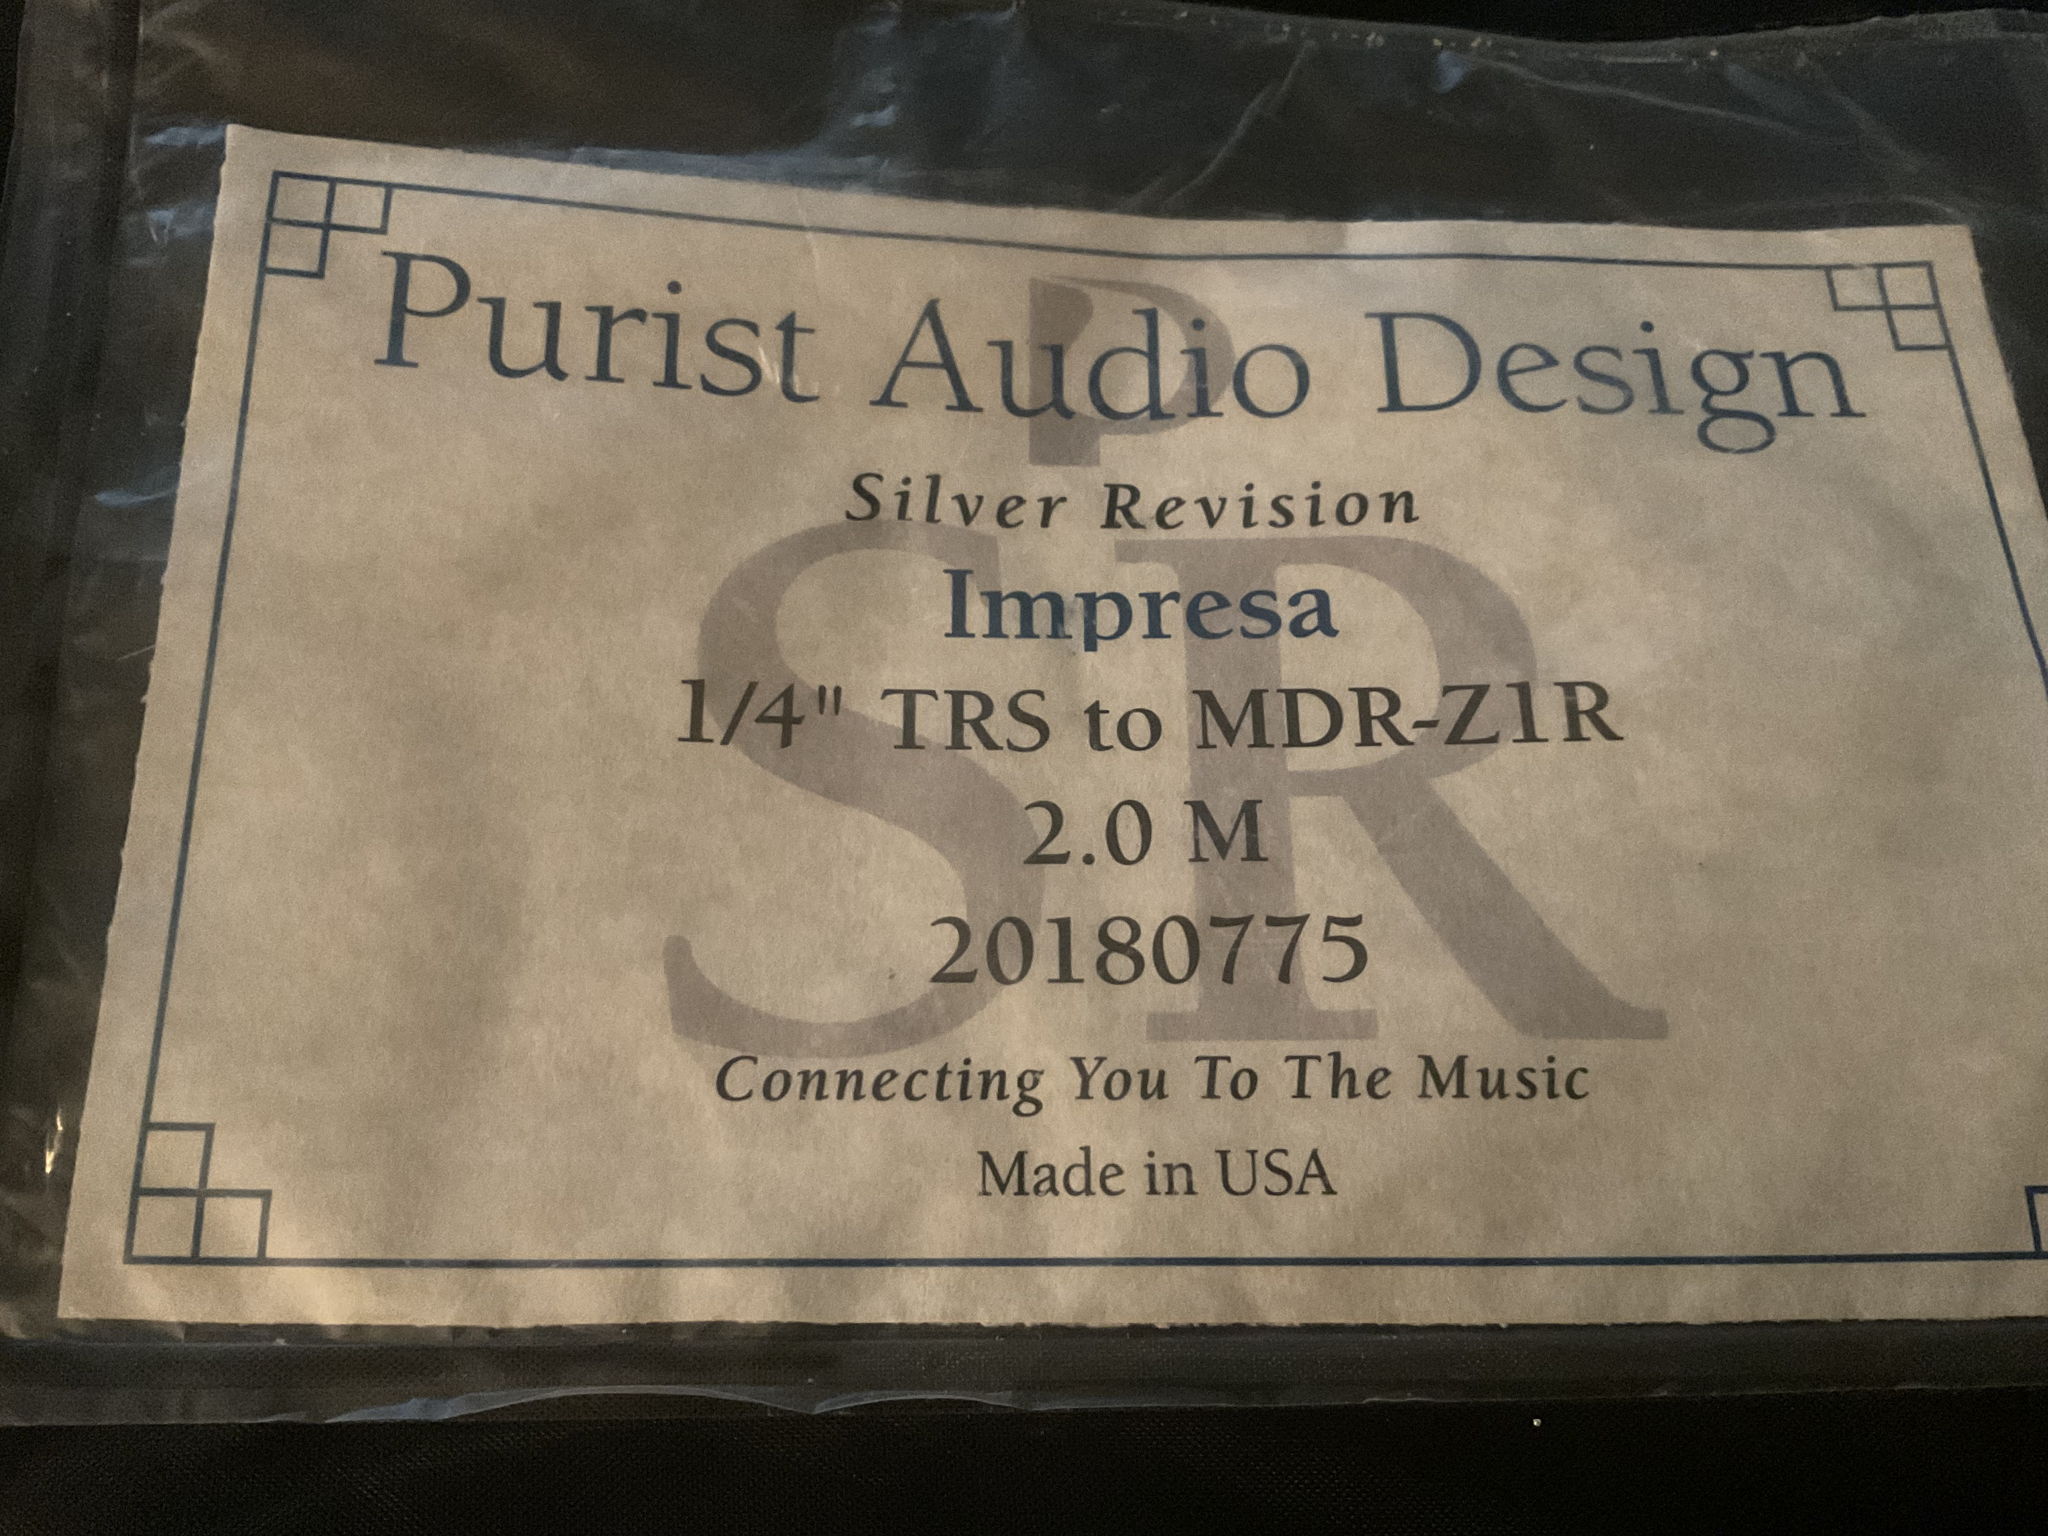 Purist Audio Design
Silver Revision
Impresa
1/4" TRS to MDR-Z1R
2.0 M
20180775
Connecting You To The Music
Made in USA
P
SR